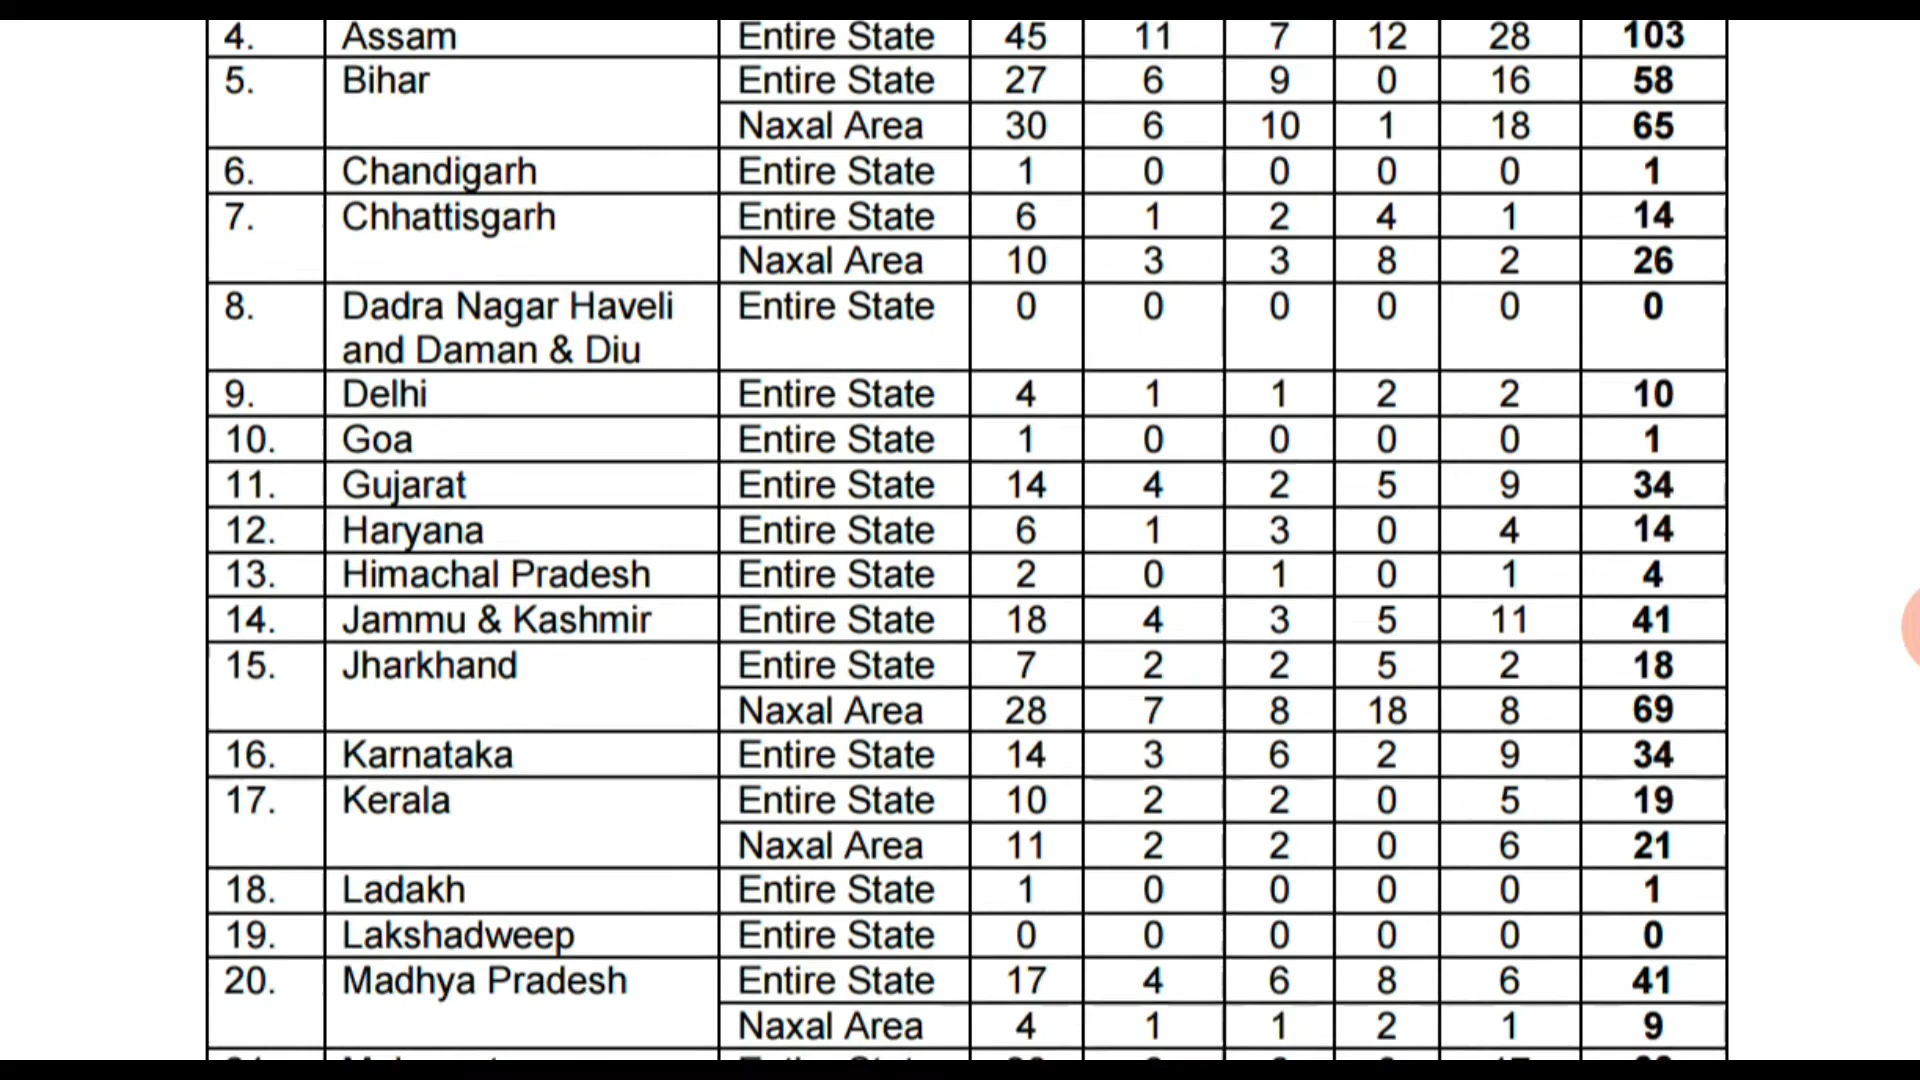 4. Assam Entire State 45 11 7 12 28 103
5. Bihar Entire State 27 6 9 0 16 58
Naxal Area 30 6 10 1 18 65
6. Chandigarh Entire State 1 0 0 0 0 1
7. Chhattisgarh Entire State 6 1 2 4 1 14
Naxal Area 10 3 3 8 2 26
8. Dadra Nagar Haveli Entire State 0 0 0 0 0 0
and Daman & Diu
9. Delhi Entire State 4 1 1 2 2 10
10. Goa Entire State 1 0 0 0 0 1
11. Gujarat Entire State 14 4 2 5 9 34
12. Haryana Entire State 6 1 3 0 4 14
13. Himachal Pradesh Entire State 2 0 1 0 1 4
14. Jammu & Kashmir Entire State 18 4 3 5 11 41
15. Jharkhand Entire State 7 2 2 5 2 18
Naxal Area 28 7 8 18 8 69
16. Karnataka Entire State 14 3 6 2 9 34
17. Kerala Entire State 10 2 2 0 5 19
Naxal Area 11 2 2 0 6 21
18. Ladakh Entire State 1 0 0 0 0 1
19. Lakshadweep Entire State 0 0 0 0 0 0
20. Madhya Pradesh Entire State 17 4 6 8 6 41
Naxal Area 4 1 1 2 1 9